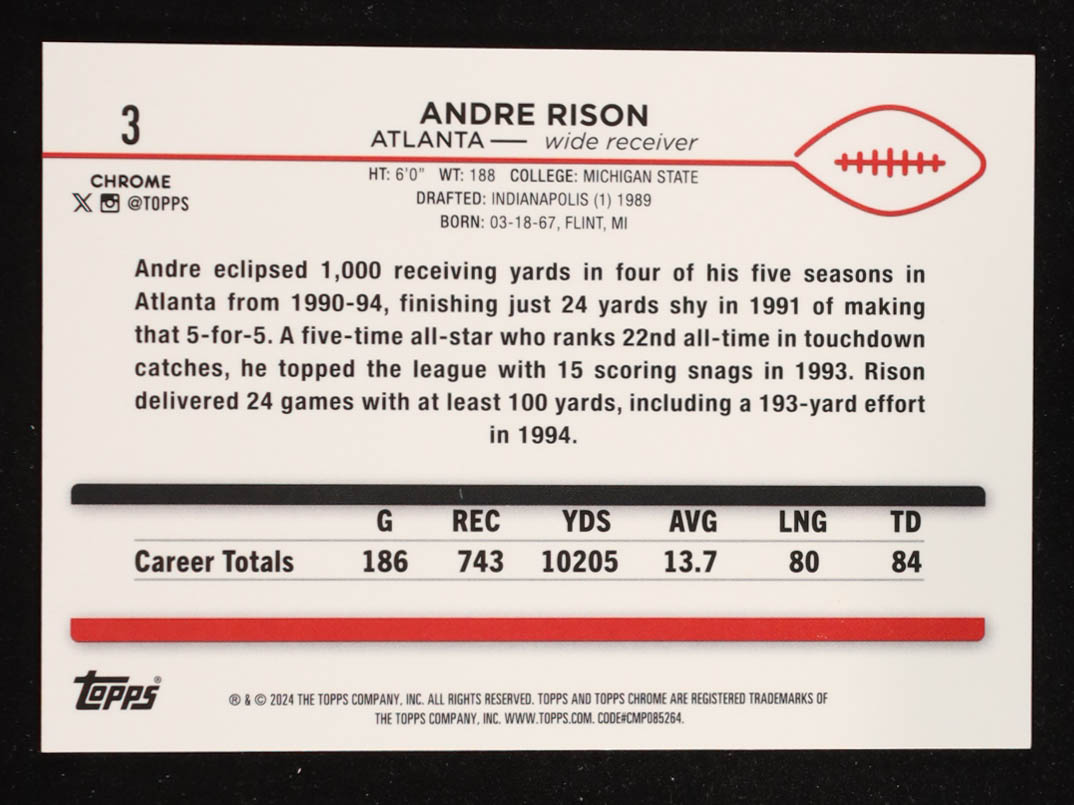 3
ANDRE RISON
ATLANTA — wide receiver
CHROME
@TOPPS
HT: 6'0" WT: 188 COLLEGE: MICHIGAN STATE
DRAFTED: INDIANAPOLIS (1) 1989
BORN: 03-18-67, FLINT, MI
Andre eclipsed 1,000 receiving yards in four of his five seasons in
Atlanta from 1990-94, finishing just 24 yards shy in 1991 of making
that 5-for-5. A five-time all-star who ranks 22nd all-time in touchdown
catches, he topped the league with 15 scoring snags in 1993. Rison
delivered 24 games with at least 100 yards, including a 193-yard effort
in 1994.
G REC YDS AVG LNG TD
Career Totals 186 743 10205 13.7 80 84
Topps®
® & © 2024 THE TOPPS COMPANY, INC. ALL RIGHTS RESERVED. TOPPS AND TOPPS CHROME ARE REGISTERED TRADEMARKS OF
THE TOPPS COMPANY, INC. WWW.TOPPS.COM. CODE#CMP085264.